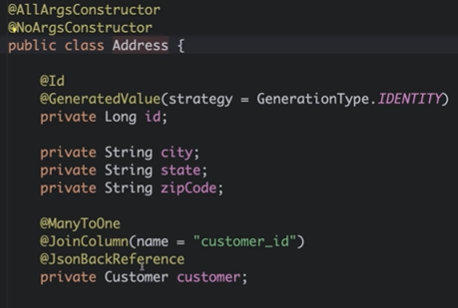 @AllArgsConstructor
@NoArgsConstructor
public class Address {
@Id
@GeneratedValue(strategy = GenerationType.IDENTITY)
private Long id;
private String city;
private String state;
private String zipCode;
@ManyToOne
@JoinColumn(name = "customer_id")
@JsonBackReference
private Customer customer;